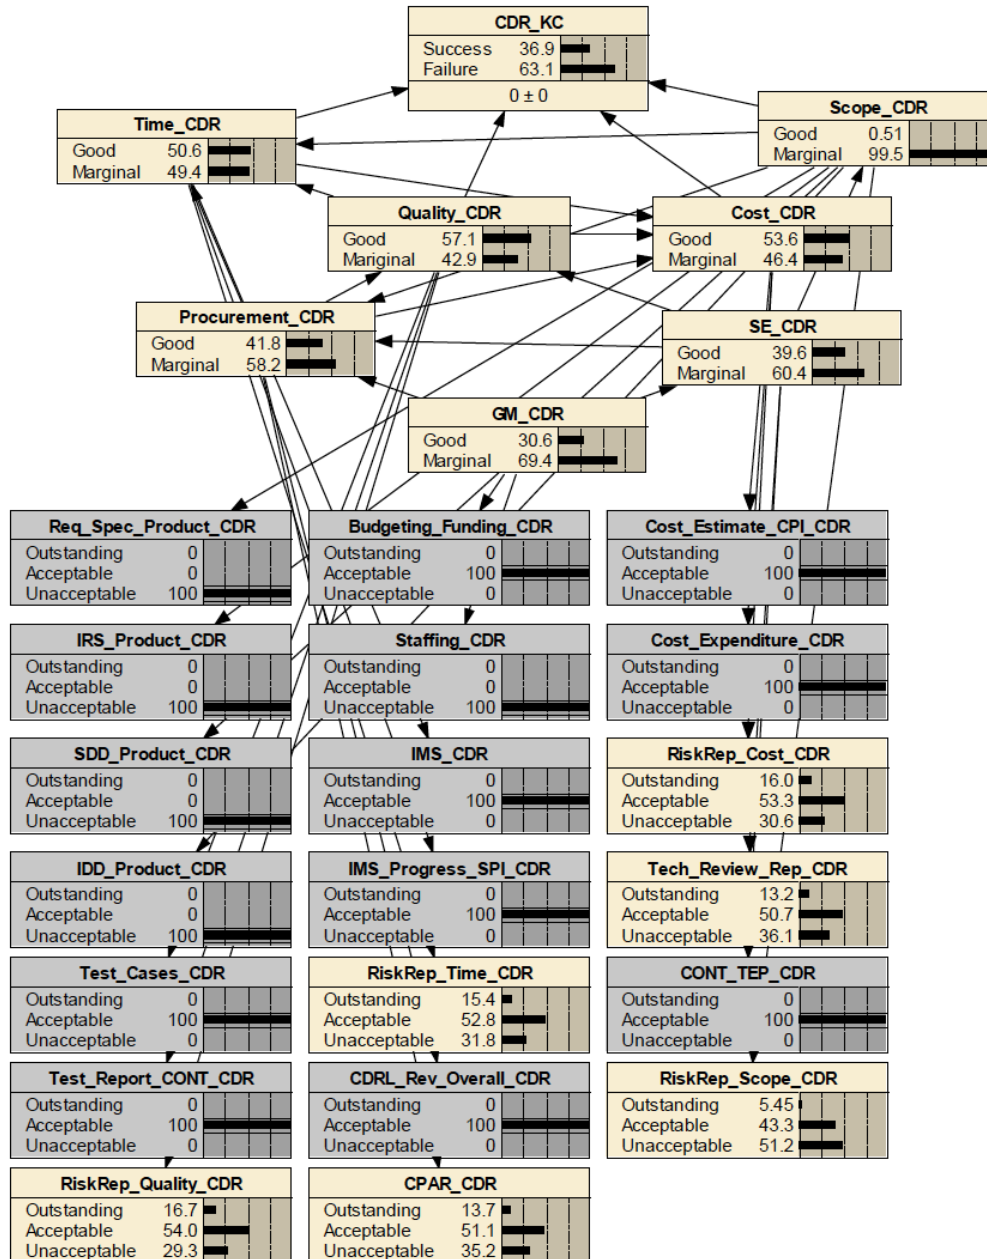 CDR_KC
Success 36.9
Failure 63.1
0 ± 0
Time_CDR
Good 50.6
Marginal 49.4
Scope_CDR
Good 0.51
Marginal 99.5
Quality_CDR
Good 57.1
Mariginal 42.9
Cost_CDR
Good 53.6
Marginal 46.4
Procurement_CDR
Good 41.8
Marginal 58.2
SE_CDR
Good 39.6
Marginal 60.4
GM_CDR
Good 30.6
Marginal 69.4
Req_Spec_Product_CDR
Outstanding 0
Acceptable 0
Unacceptable 100
Budgeting_Funding_CDR
Outstanding 0
Acceptable 100
Unacceptable 0
Cost_Estimate_CPI_CDR
Outstanding 0
Acceptable 100
Unacceptable 0
IRS_Product_CDR
Outstanding 0
Acceptable 0
Unacceptable 100
Staffing_CDR
Outstanding 0
Acceptable 0
Unacceptable 100
Cost_Expenditure_CDR
Outstanding 0
Acceptable 100
Unacceptable 0
SDD_Product_CDR
Outstanding 0
Acceptable 0
Unacceptable 100
IMS_CDR
Outstanding 0
Acceptable 100
Unacceptable 0
RiskRep_Cost_CDR
Outstanding 16.0
Acceptable 53.3
Unacceptable 30.6
IDD_Product_CDR
Outstanding 0
Acceptable 0
Unacceptable 100
IMS_Progress_SPI_CDR
Outstanding 0
Acceptable 100
Unacceptable 0
Tech_Review_Rep_CDR
Outstanding 13.2
Acceptable 50.7
Unacceptable 36.1
Test_Cases_CDR
Outstanding 0
Acceptable 100
Unacceptable 0
RiskRep_Time_CDR
Outstanding 15.4
Acceptable 52.8
Unacceptable 31.8
CONT_TEP_CDR
Outstanding 0
Acceptable 100
Unacceptable 0
Test_Report_CONT_CDR
Outstanding 0
Acceptable 100
Unacceptable 0
CDRL_Rev_Overall_CDR
Outstanding 0
Acceptable 100
Unacceptable 0
RiskRep_Scope_CDR
Outstanding 5.45
Acceptable 43.3
Unacceptable 51.2
RiskRep_Quality_CDR
Outstanding 16.7
Acceptable 54.0
Unacceptable 29.3
CPAR_CDR
Outstanding 13.7
Acceptable 51.1
Unacceptable 35.2